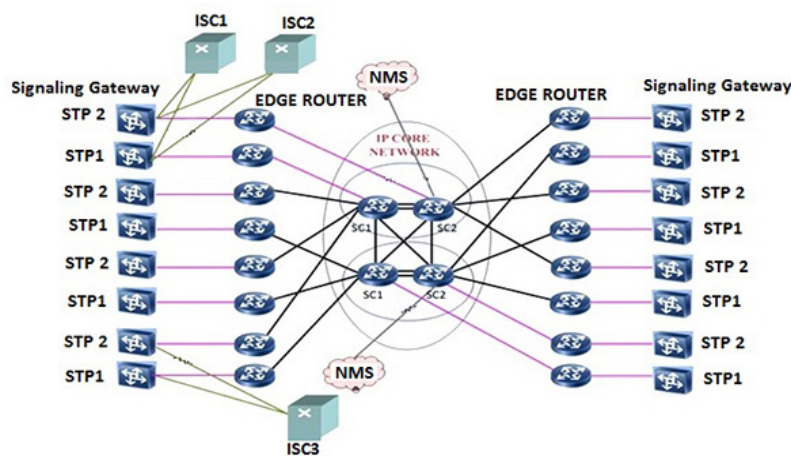 ISC1
ISC2
NMS
Signaling Gateway
EDGE ROUTER
EDGE ROUTER
Signaling Gateway
STP 2
STP 2
IP CORE
NETWORK
STP1
STP1
STP 2
STP 2
SC1
SC2
STP1
STP1
STP 2
STP 2
SC1
SC2
STP1
STP1
STP 2
STP 2
NMS
STP1
STP1
ISC3